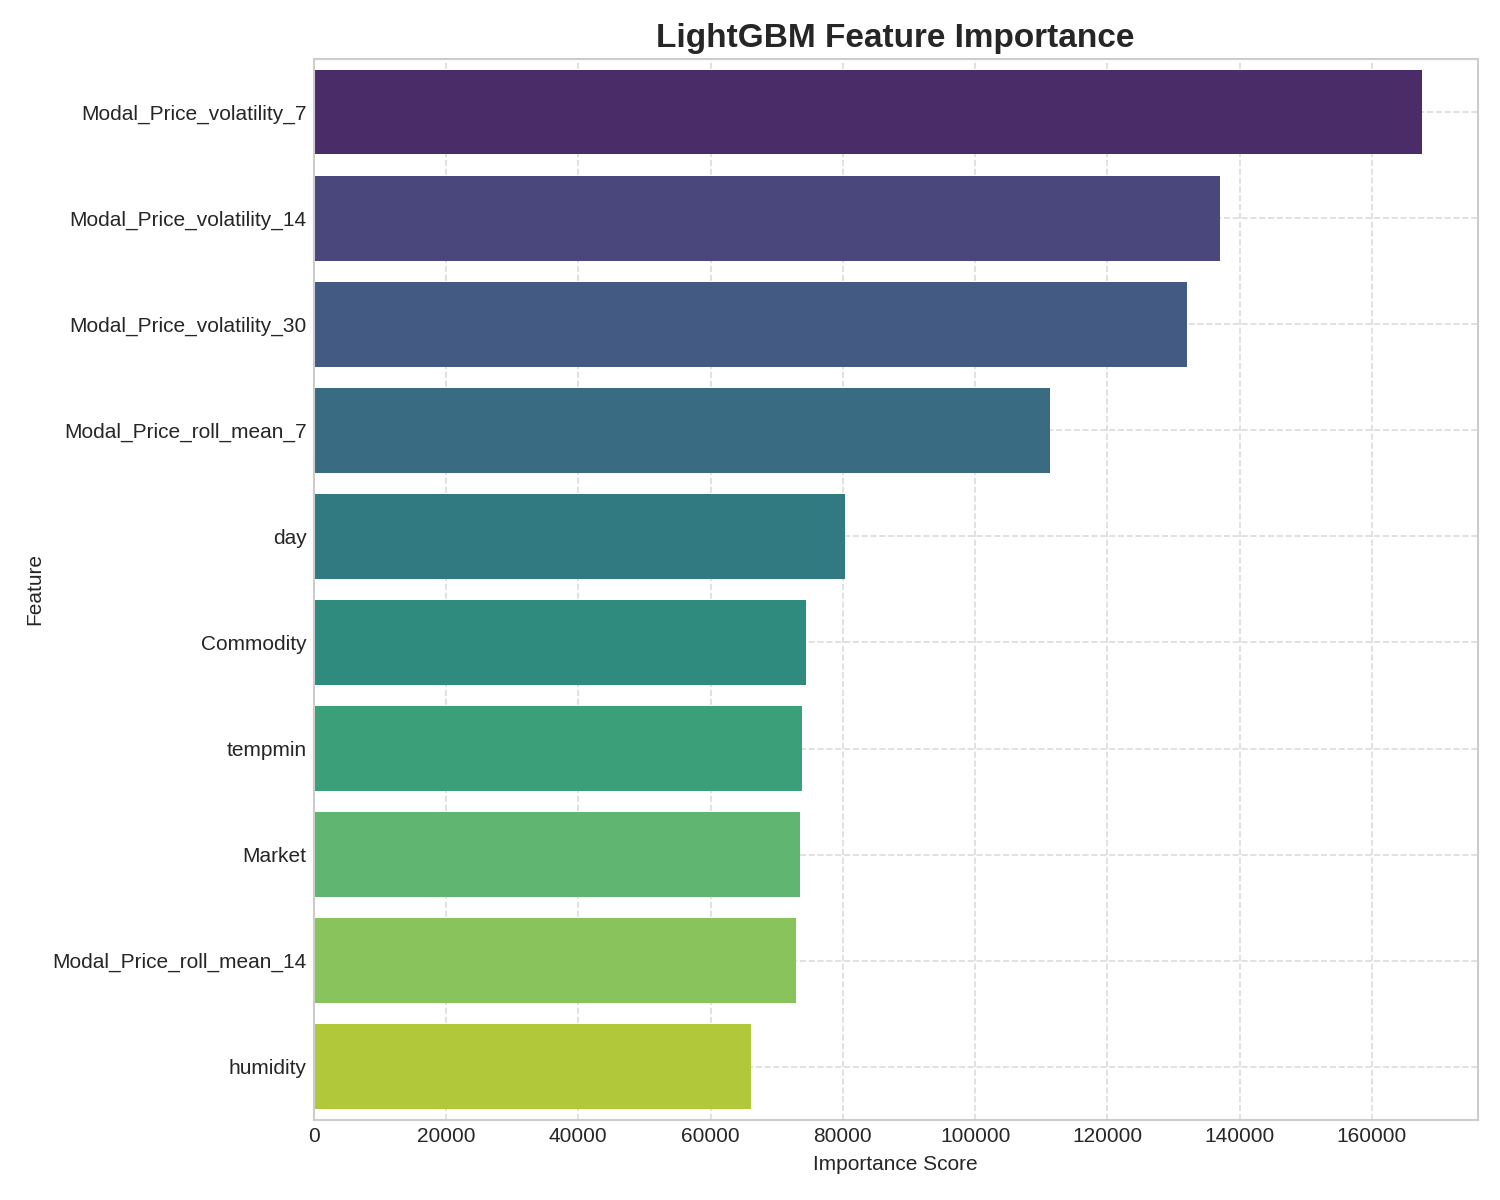 LightGBM Feature Importance
Modal_Price_volatility_7
Modal_Price_volatility_14
Modal_Price_volatility_30
Modal_Price_roll_mean_7
day
Commodity
tempmin
Market
Modal_Price_roll_mean_14
humidity
Feature
0 20000 40000 60000 80000 100000 120000 140000 160000
Importance Score